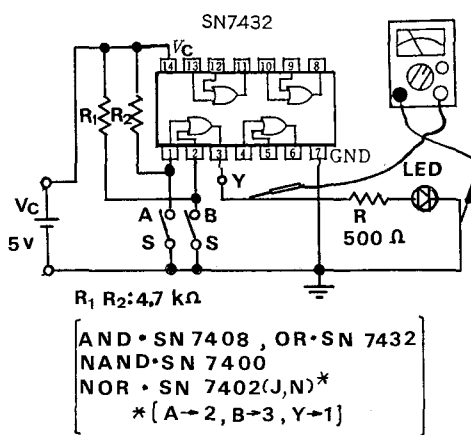 SN7432
VC
14 13 12 11 10 9 8
R1 R2
1 2 3 4 5 6 7 GND
Y
LED
VC
5 v
A B
S S
R
500 Ω
R1 R2:4,7 kΩ
AND・SN 7408 , OR・SN 7432
NAND・SN 7400
NOR ・ SN 7402(J,N)*
*[A→2, B→3, Y→1]